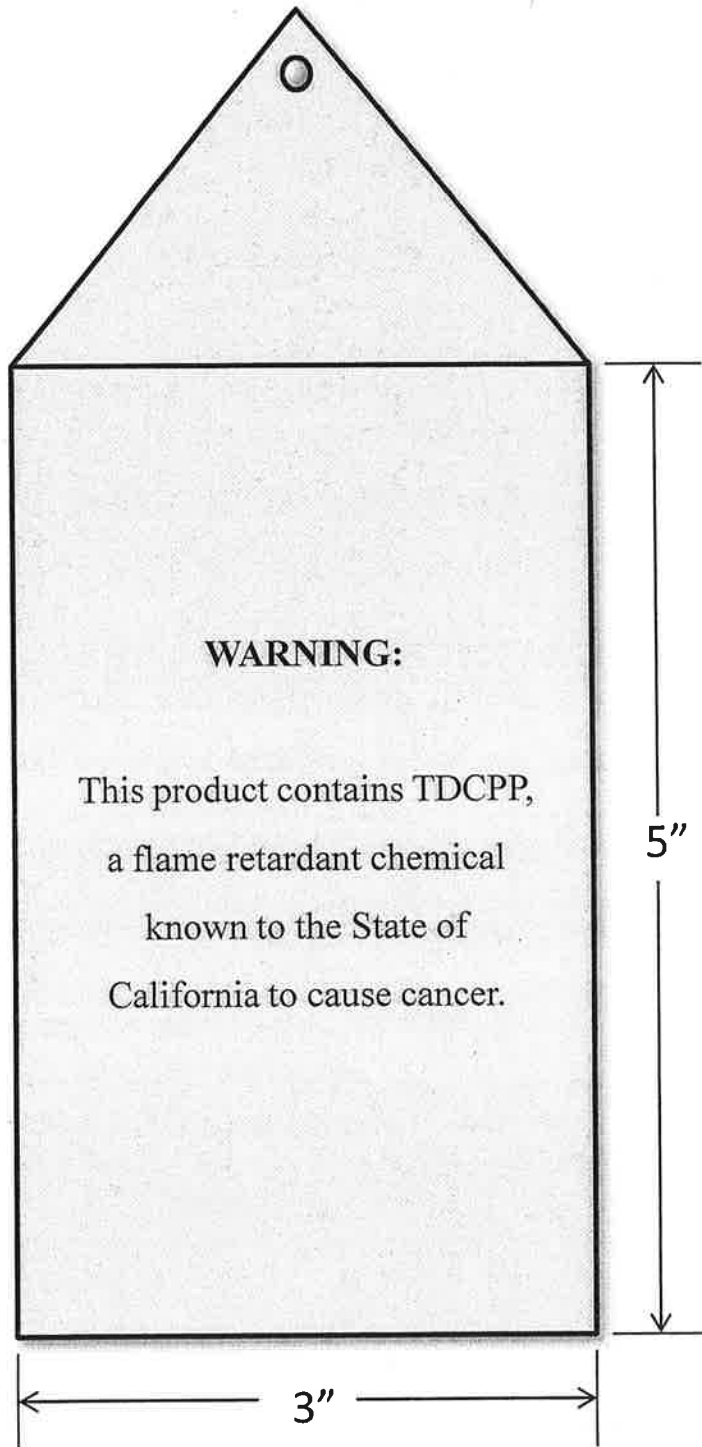 WARNING:
This product contains TDCPP,
a flame retardant chemical
known to the State of
California to cause cancer.
5"
3"